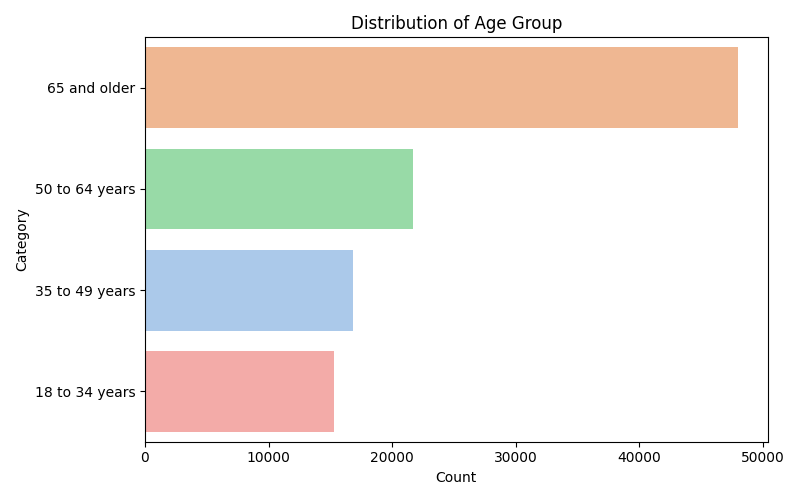 Distribution of Age Group
Category
65 and older
50 to 64 years
35 to 49 years
18 to 34 years
0 10000 20000 30000 40000 50000
Count